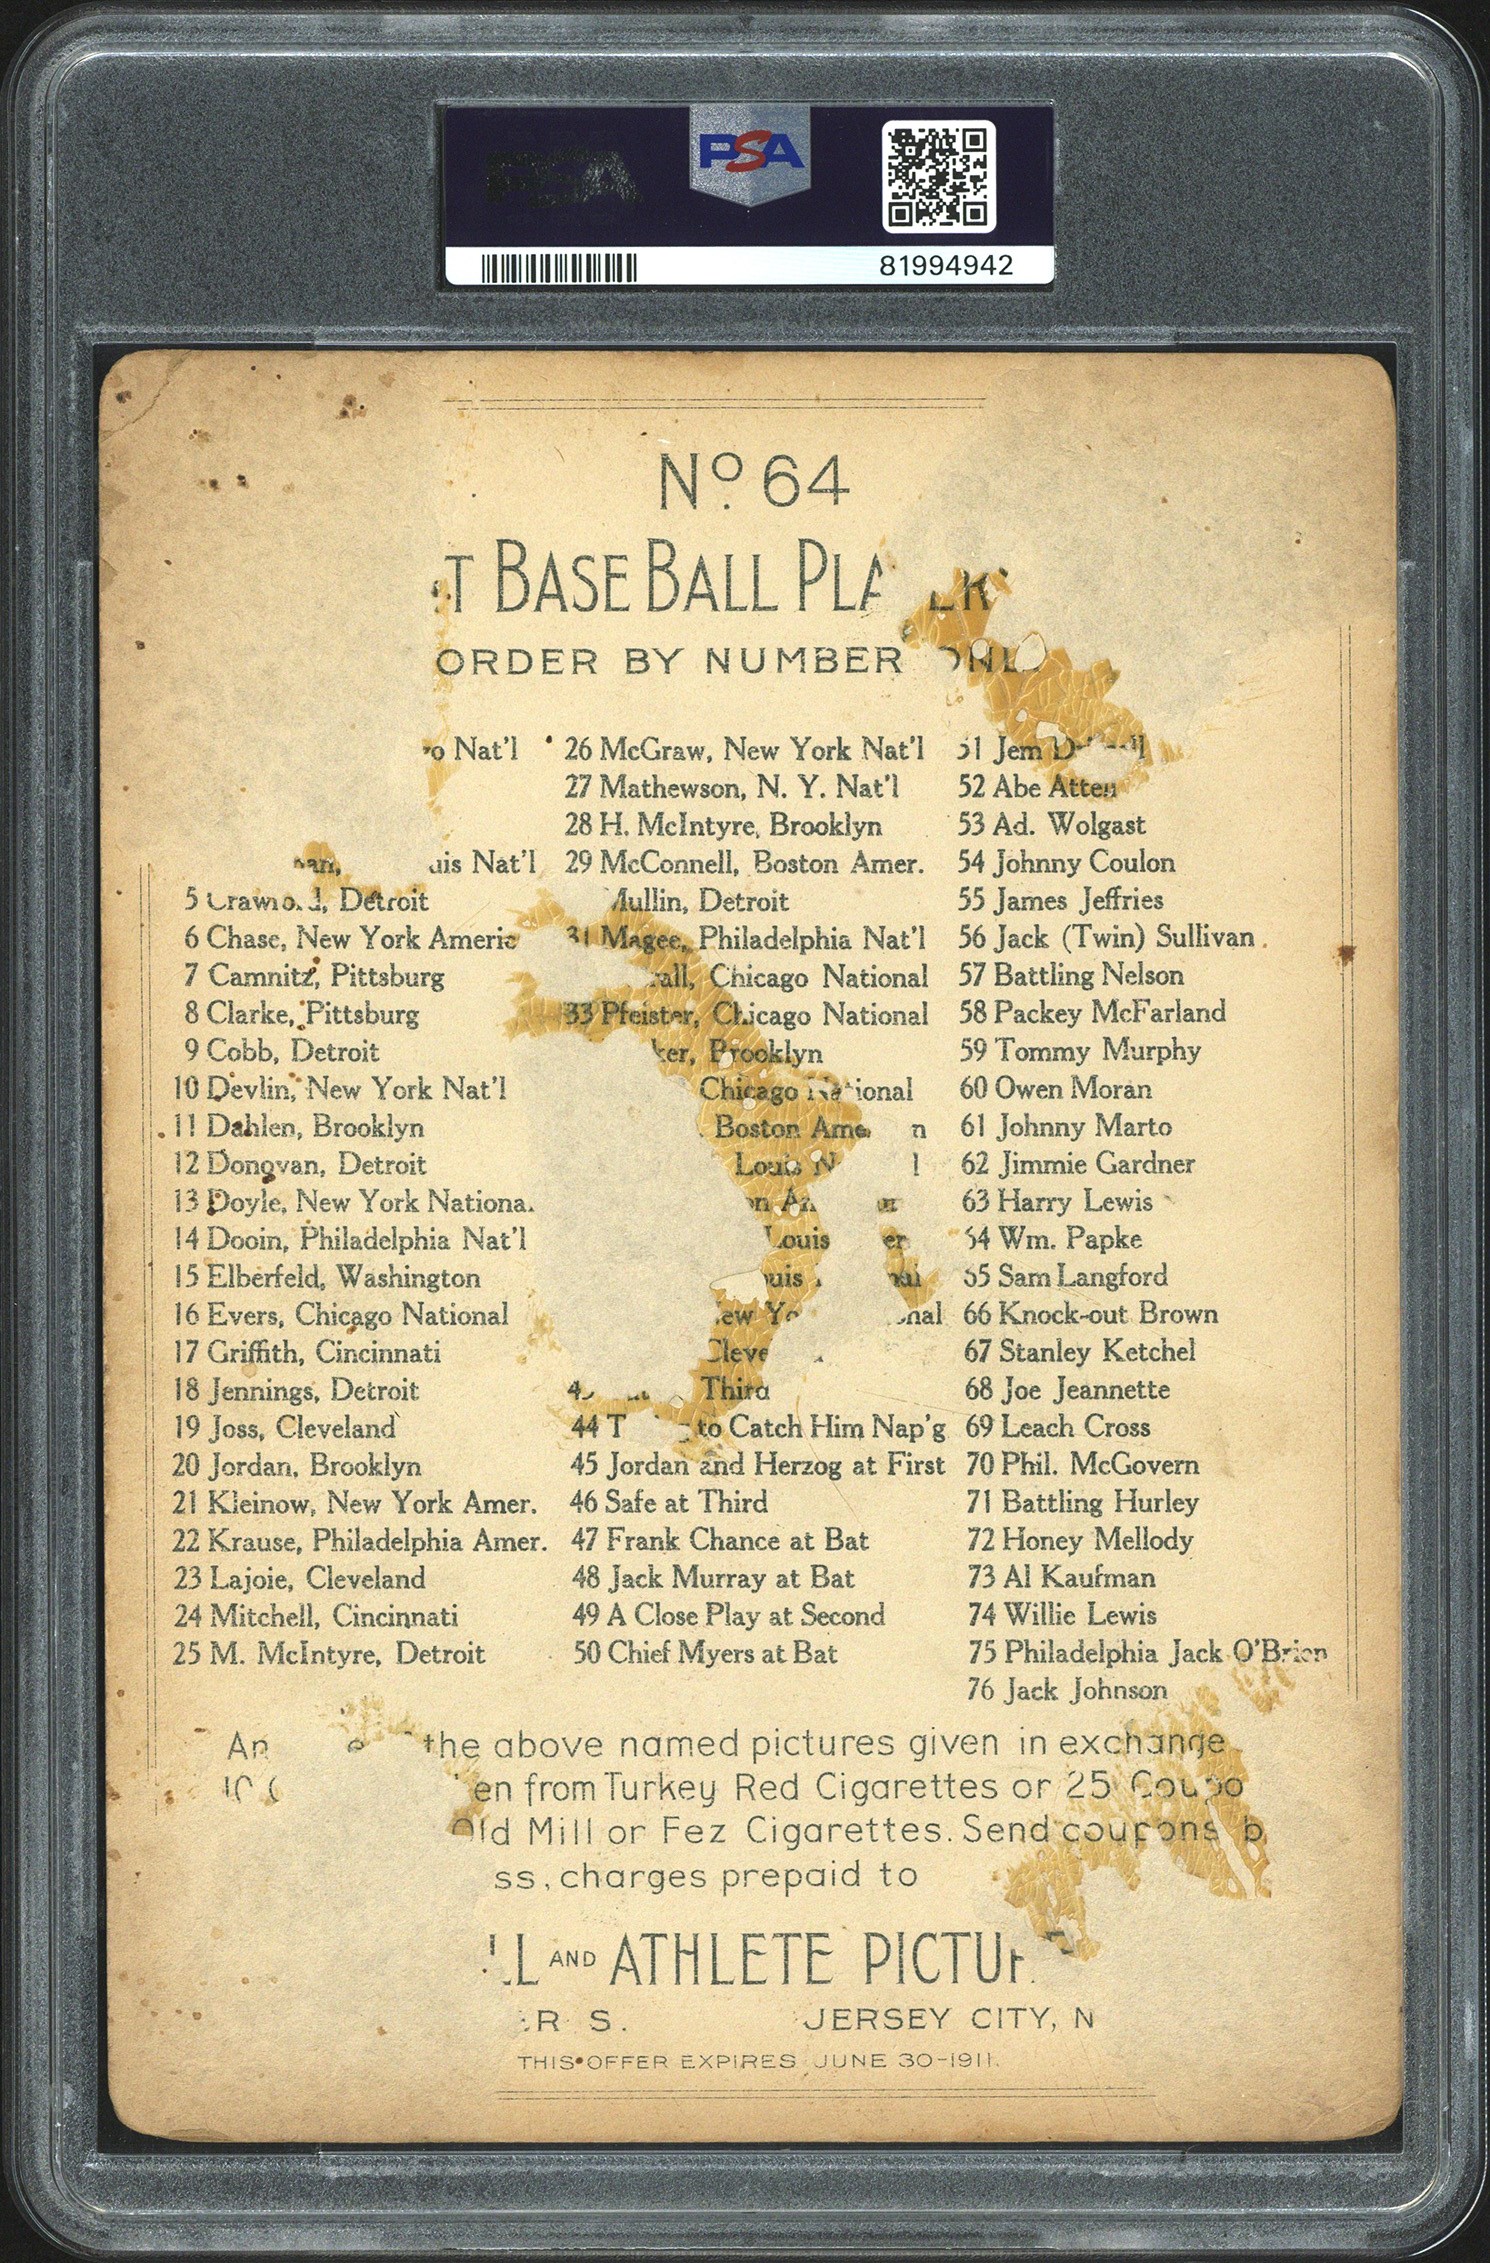 PSA
81994942
No. 64
BASE BALL
ORDER BY NUMBER
Nat'l
26 McGraw, New York Nat'l
51 Jem
27 Mathewson, N. Y. Nat'l
52 Abe
28 H. McIntyre, Brooklyn
53 Ad. Wolgast
Nat'l
29 McConnell, Boston Amer.
54 Johnny Coulon
5 Detroit
Mullin, Detroit
55 James Jeffries
6 Chase, New York
31 Magee, Philadelphia Nat'l
56 Jack (Twin) Sullivan
7 Camnitz, Pittsburg
Chicago National
57 Battling Nelson
8 Clarke, Pittsburg
33 Pfeister, Chicago National
58 Packey McFarland
9 Cobb, Detroit
Brooklyn
59 Tommy Murphy
10 Devlin, New York Nat'l
Chicago National
60 Owen Moran
11 Dahlen, Brooklyn
Boston
61 Johnny Marto
12 Donovan, Detroit
Louis
62 Jimmie Gardner
13 Doyle, New York National
63 Harry Lewis
14 Dooin, Philadelphia Nat'l
Louis
64 Wm. Papke
15 Elberfeld, Washington
65 Sam Langford
16 Evers, Chicago National
66 Knock-out Brown
17 Griffith, Cincinnati
67 Stanley Ketchel
18 Jennings, Detroit
Third
68 Joe Jeannette
19 Joss, Cleveland
44 to Catch Him Nap'g
69 Leach Cross
20 Jordan, Brooklyn
45 Jordan and Herzog at First
70 Phil. McGovern
21 Kleinow, New York Amer.
46 Safe at Third
71 Battling Hurley
22 Krause, Philadelphia Amer.
47 Frank Chance at Bat
72 Honey Mellody
23 Lajoie, Cleveland
48 Jack Murray at Bat
73 Al Kaufman
24 Mitchell, Cincinnati
49 A Close Play at Second
74 Willie Lewis
25 M. McIntyre, Detroit
50 Chief Myers at Bat
75 Philadelphia Jack O'Brien
76 Jack Johnson
the above named pictures given in exchange
from Turkey Red Cigarettes or 25
Old Mill or Fez Cigarettes. Send coupons
charges prepaid to
AND ATHLETE
S. JERSEY CITY, N
THIS OFFER EXPIRES JUNE 30-1911.